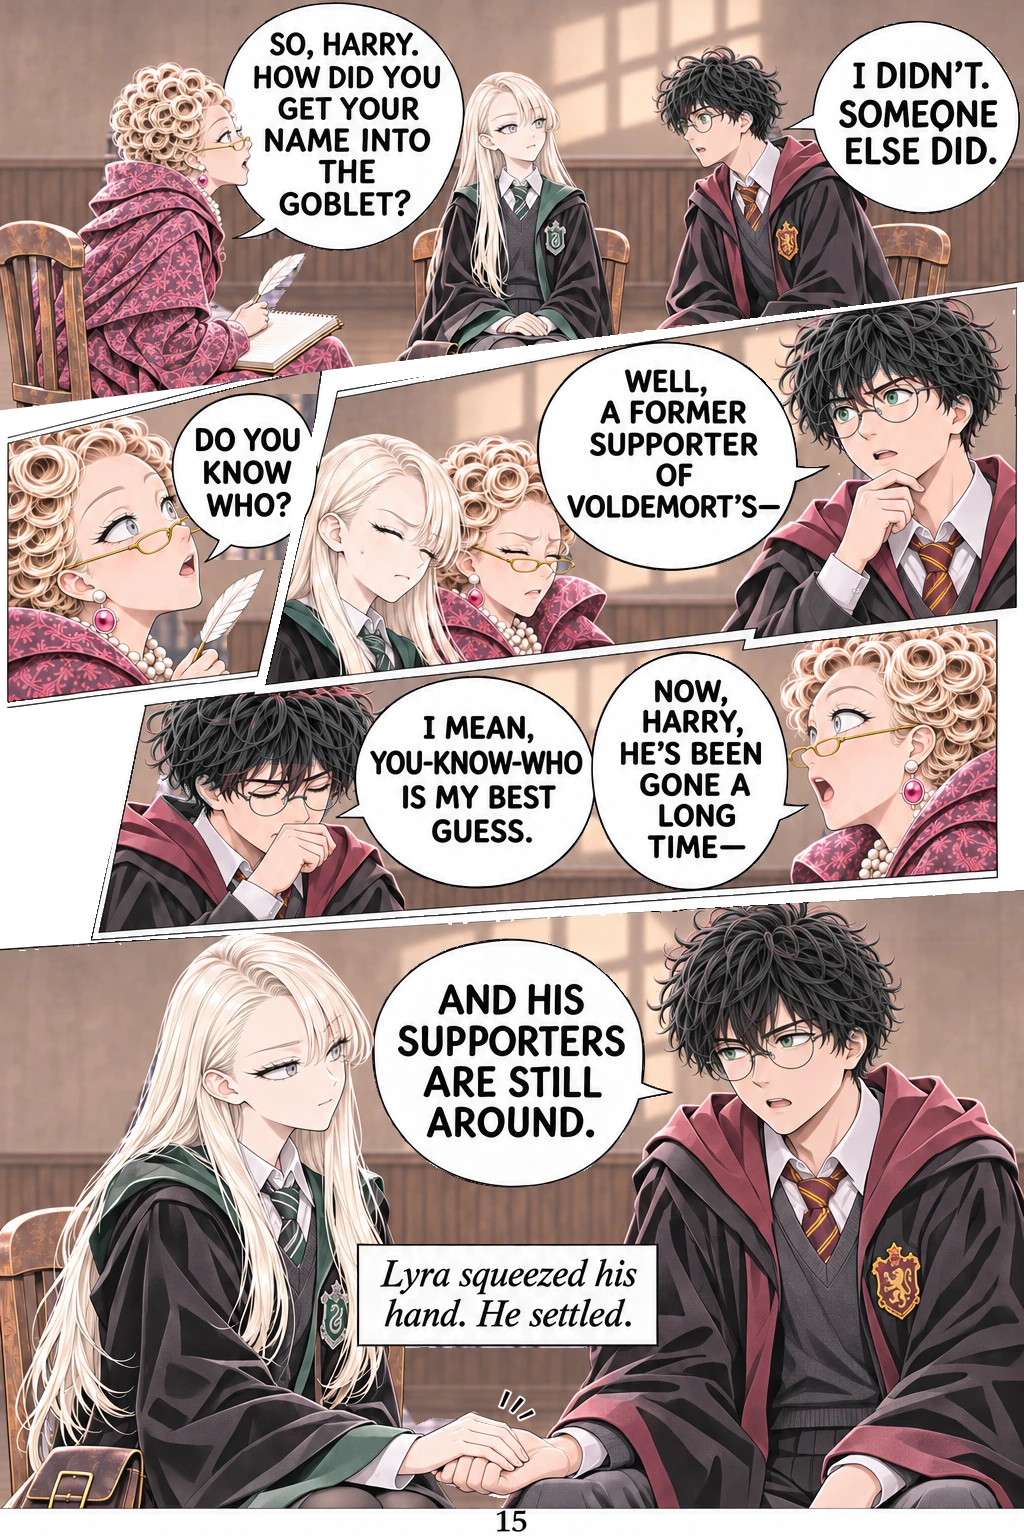 SO, HARRY.
HOW DID YOU
GET YOUR
NAME INTO
THE
GOBLET?
I DIDN'T.
SOMEONE
ELSE DID.
DO YOU
KNOW
WHO?
WELL,
A FORMER
SUPPORTER
OF
VOLDEMORT'S—
I MEAN,
YOU-KNOW-WHO
IS MY BEST
GUESS.
NOW,
HARRY,
HE'S BEEN
GONE A
LONG
TIME—
AND HIS
SUPPORTERS
ARE STILL
AROUND.
Lyra squeezed his
hand. He settled.
15